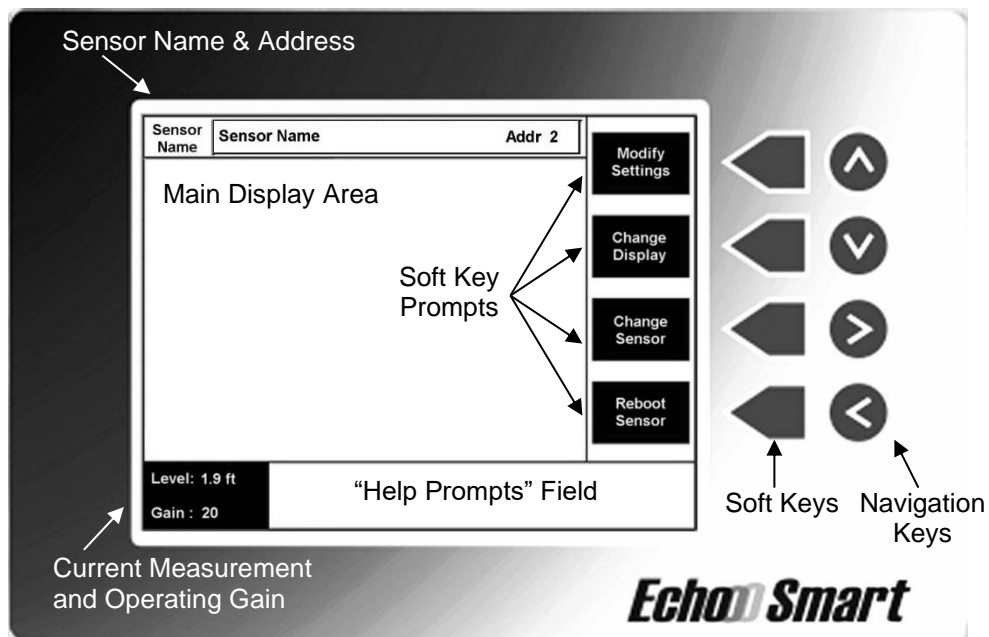 Sensor Name & Address
Sensor
Name
Sensor Name Addr 2
Modify
Settings
Main Display Area
Change
Display
Soft Key
Prompts
Change
Sensor
Reboot
Sensor
Level: 1.9 ft
Gain : 20
“Help Prompts” Field
Soft Keys
Navigation
Keys
Current Measurement
and Operating Gain
Echo Smart